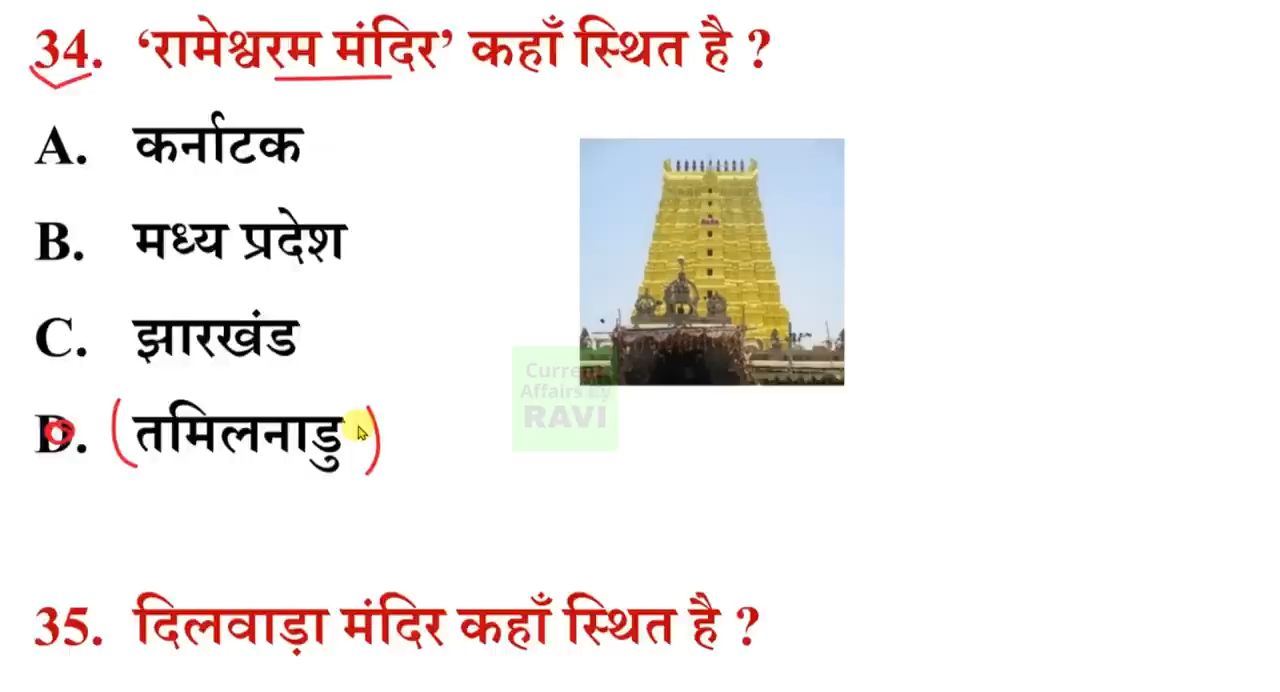 34. ‘रामेश्वरम मंदिर’ कहाँ स्थित है ?
A. कर्नाटक
B. मध्य प्रदेश
C. झारखंड
D. तमिलनाडु
Current
Affairs By
RAVI
35. दिलवाड़ा मंदिर कहाँ स्थित है ?